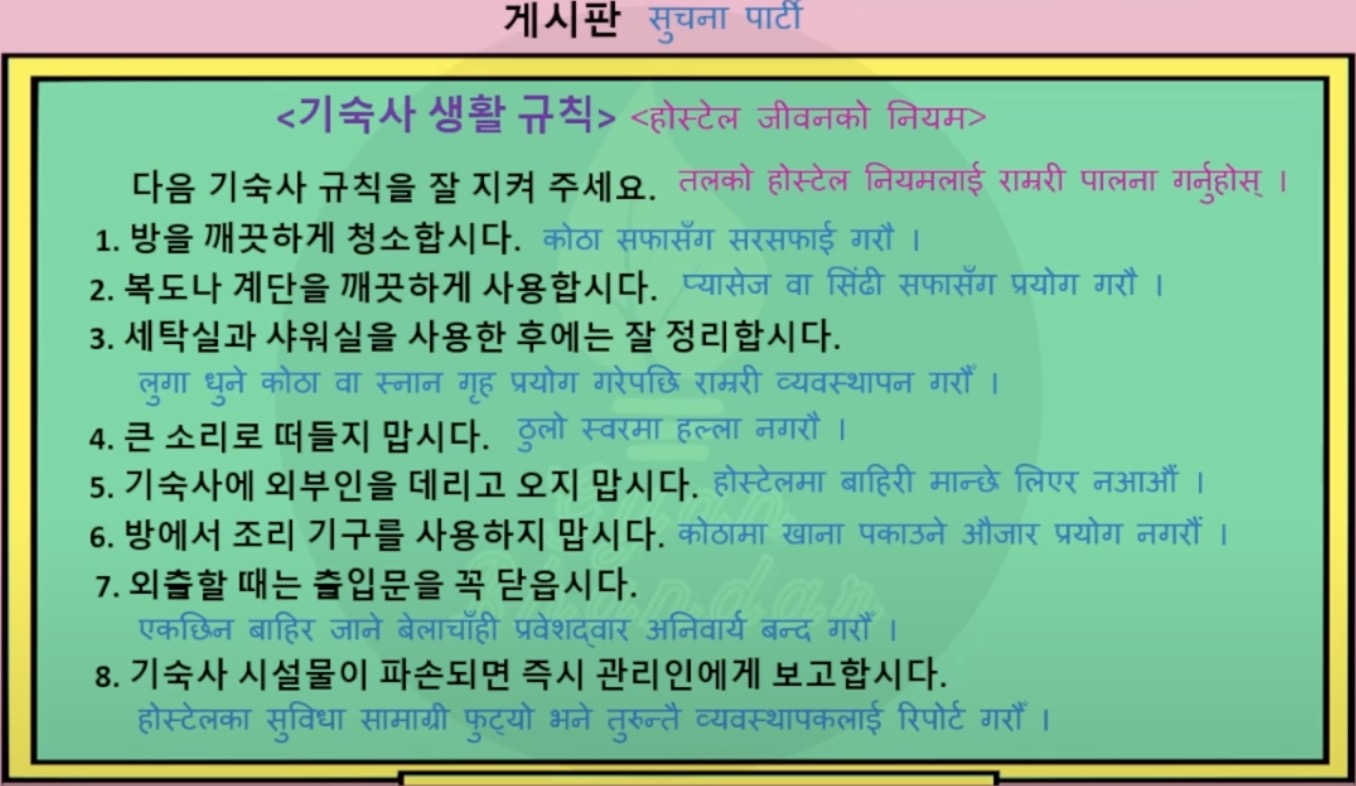 게시판 सुचना पार्टी
<기숙사 생활 규칙> <होस्टेल जीवनको नियम>
다음 기숙사 규칙을 잘 지켜 주세요. तलको होस्टेल नियमलाई राम्ररी पालना गर्नुहोस् ।
1. 방을 깨끗하게 청소합시다. कोठा सफासँग सरसफाई गरौ ।
2. 복도나 계단을 깨끗하게 사용합시다. प्यासेज वा सिंढी सफासँग प्रयोग गरौ ।
3. 세탁실과 샤워실을 사용한 후에는 잘 정리합시다.
लुगा धुने कोठा वा स्नान गृह प्रयोग गरेपछि राम्ररी व्यवस्थापन गरौँ ।
4. 큰 소리로 떠들지 맙시다. ठुलो स्वरमा हल्ला नगरौ ।
5. 기숙사에 외부인을 데리고 오지 맙시다. होस्टेलमा बाहिरी मान्छे लिएर नआऔं ।
6. 방에서 조리 기구를 사용하지 맙시다. कोठामा खाना पकाउने औजार प्रयोग नगरौं ।
7. 외출할 때는 출입문을 꼭 닫읍시다.
एकछिन बाहिर जाने बेलाचाँही प्रवेशद्वार अनिवार्य बन्द गरौँ ।
8. 기숙사 시설물이 파손되면 즉시 관리인에게 보고합시다.
होस्टेलका सुविधा सामाग्री फुट्यो भने तुरुन्तै व्यवस्थापकलाई रिपोर्ट गरौँ ।
Gyan
Bhandar